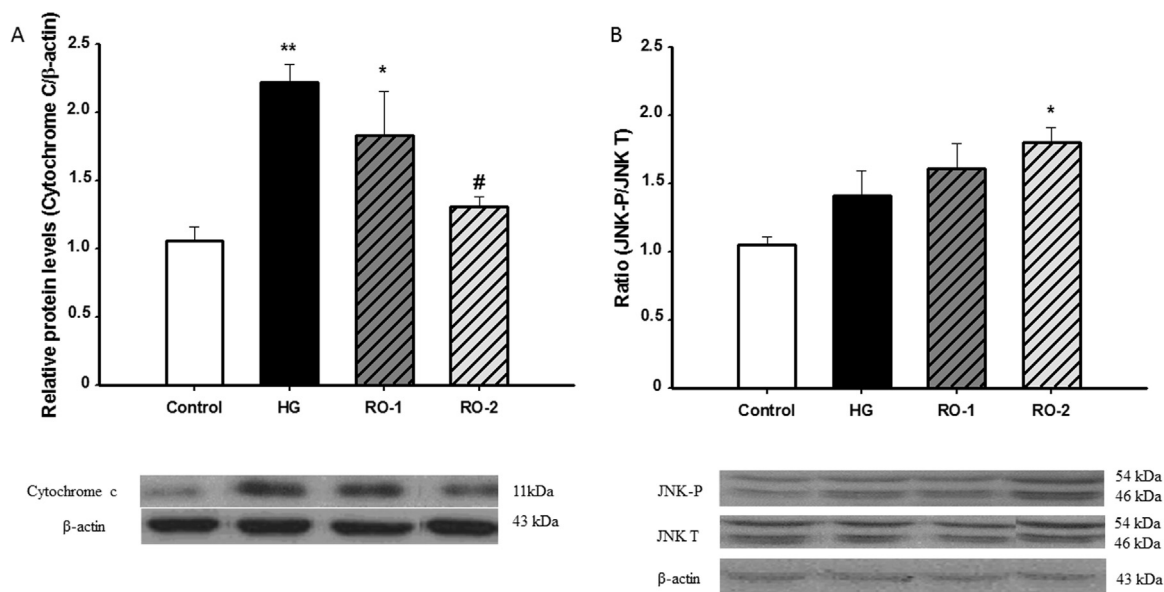 A
Relative protein levels (Cytochrome C/β-actin)
2.5
2.0
1.5
1.0
0.5
0
**
*
#
Control HG RO-1 RO-2
Cytochrome c 11kDa
β-actin 43 kDa
B
Ratio (JNK-P/JNK T)
2.5
2.0
1.5
1.0
0.5
0
*
Control HG RO-1 RO-2
JNK-P 54 kDa
46 kDa
JNK T 54 kDa
46 kDa
β-actin 43 kDa